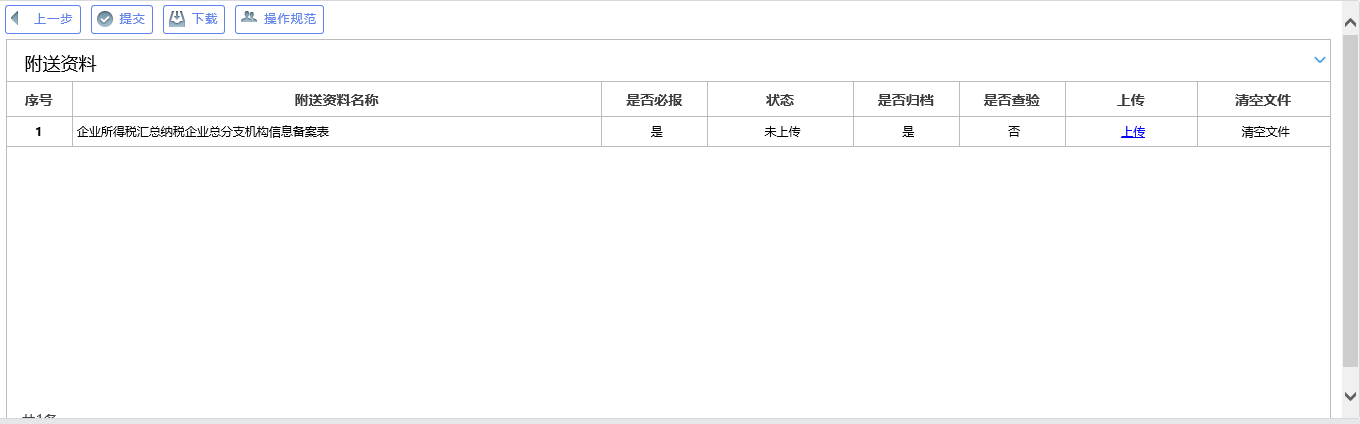 上一步 提交 下载 操作规范
附送资料
序号 附送资料名称 是否必报 状态 是否归档 是否查验 上传 清空文件
1 企业所得税汇总纳税企业总分支机构信息备案表 是 未上传 是 否 上传 清空文件
共1条